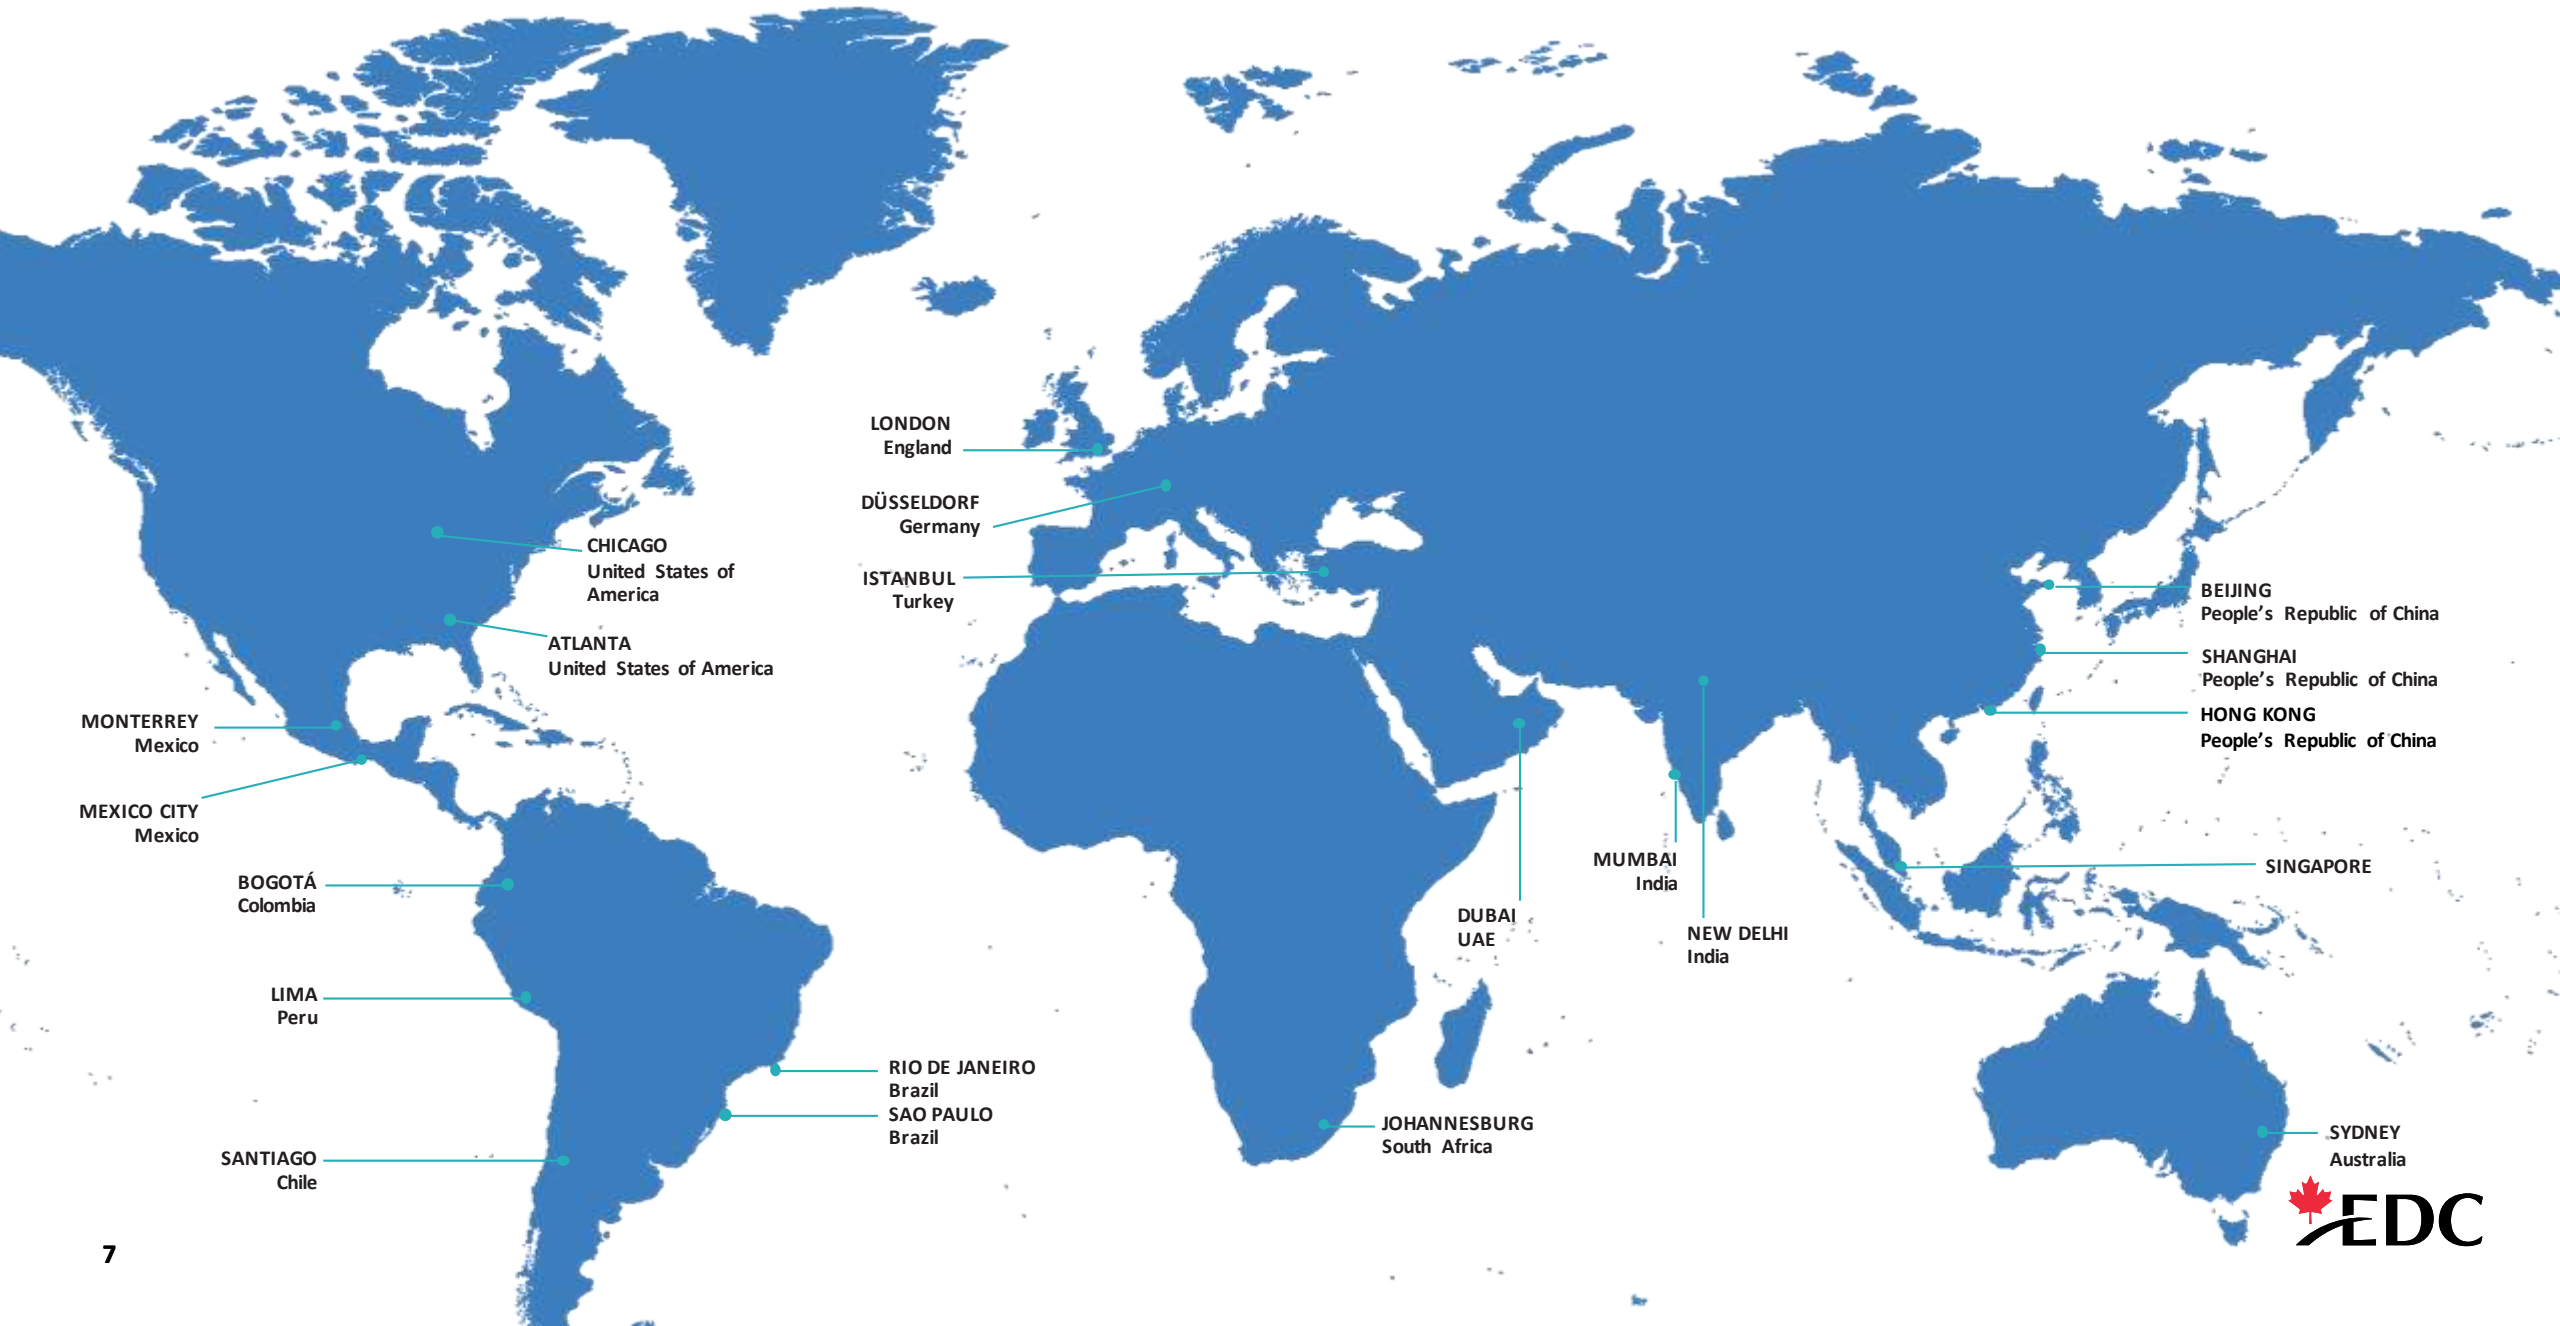 LONDON
England
DÜSSELDORF
Germany
ISTANBUL
Turkey
CHICAGO
United States of
America
ATLANTA
United States of America
MONTERREY
Mexico
MEXICO CITY
Mexico
BOGOTÁ
Colombia
LIMA
Peru
SANTIAGO
Chile
RIO DE JANEIRO
Brazil
SAO PAULO
Brazil
JOHANNESBURG
South Africa
DUBAI
UAE
MUMBAI
India
NEW DELHI
India
BEIJING
People’s Republic of China
SHANGHAI
People’s Republic of China
HONG KONG
People’s Republic of China
SINGAPORE
SYDNEY
Australia
EDC
7